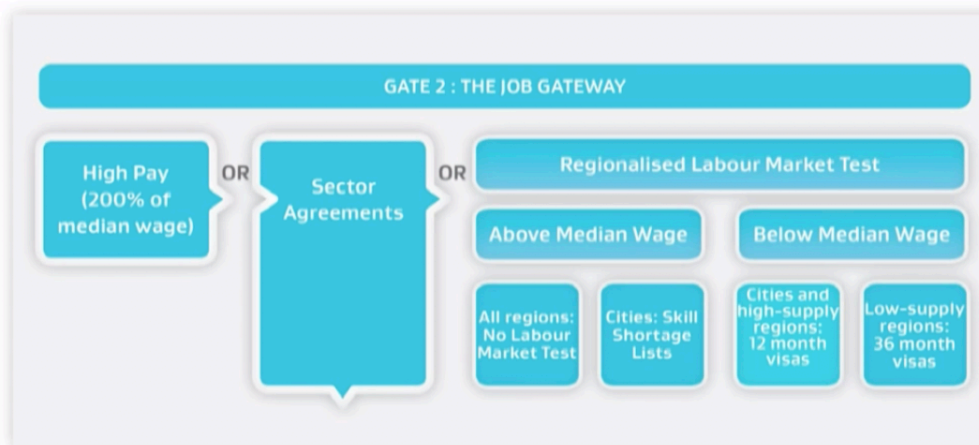 GATE 2 : THE JOB GATEWAY
High Pay
(200% of
median wage)
OR
Sector
Agreements
OR
Regionalised Labour Market Test
Above Median Wage
Below Median Wage
All regions:
No Labour
Market Test
Cities: Skill
Shortage
Lists
Cities and
high-supply
regions:
12 month
visas
Low-supply
regions:
36 month
visas